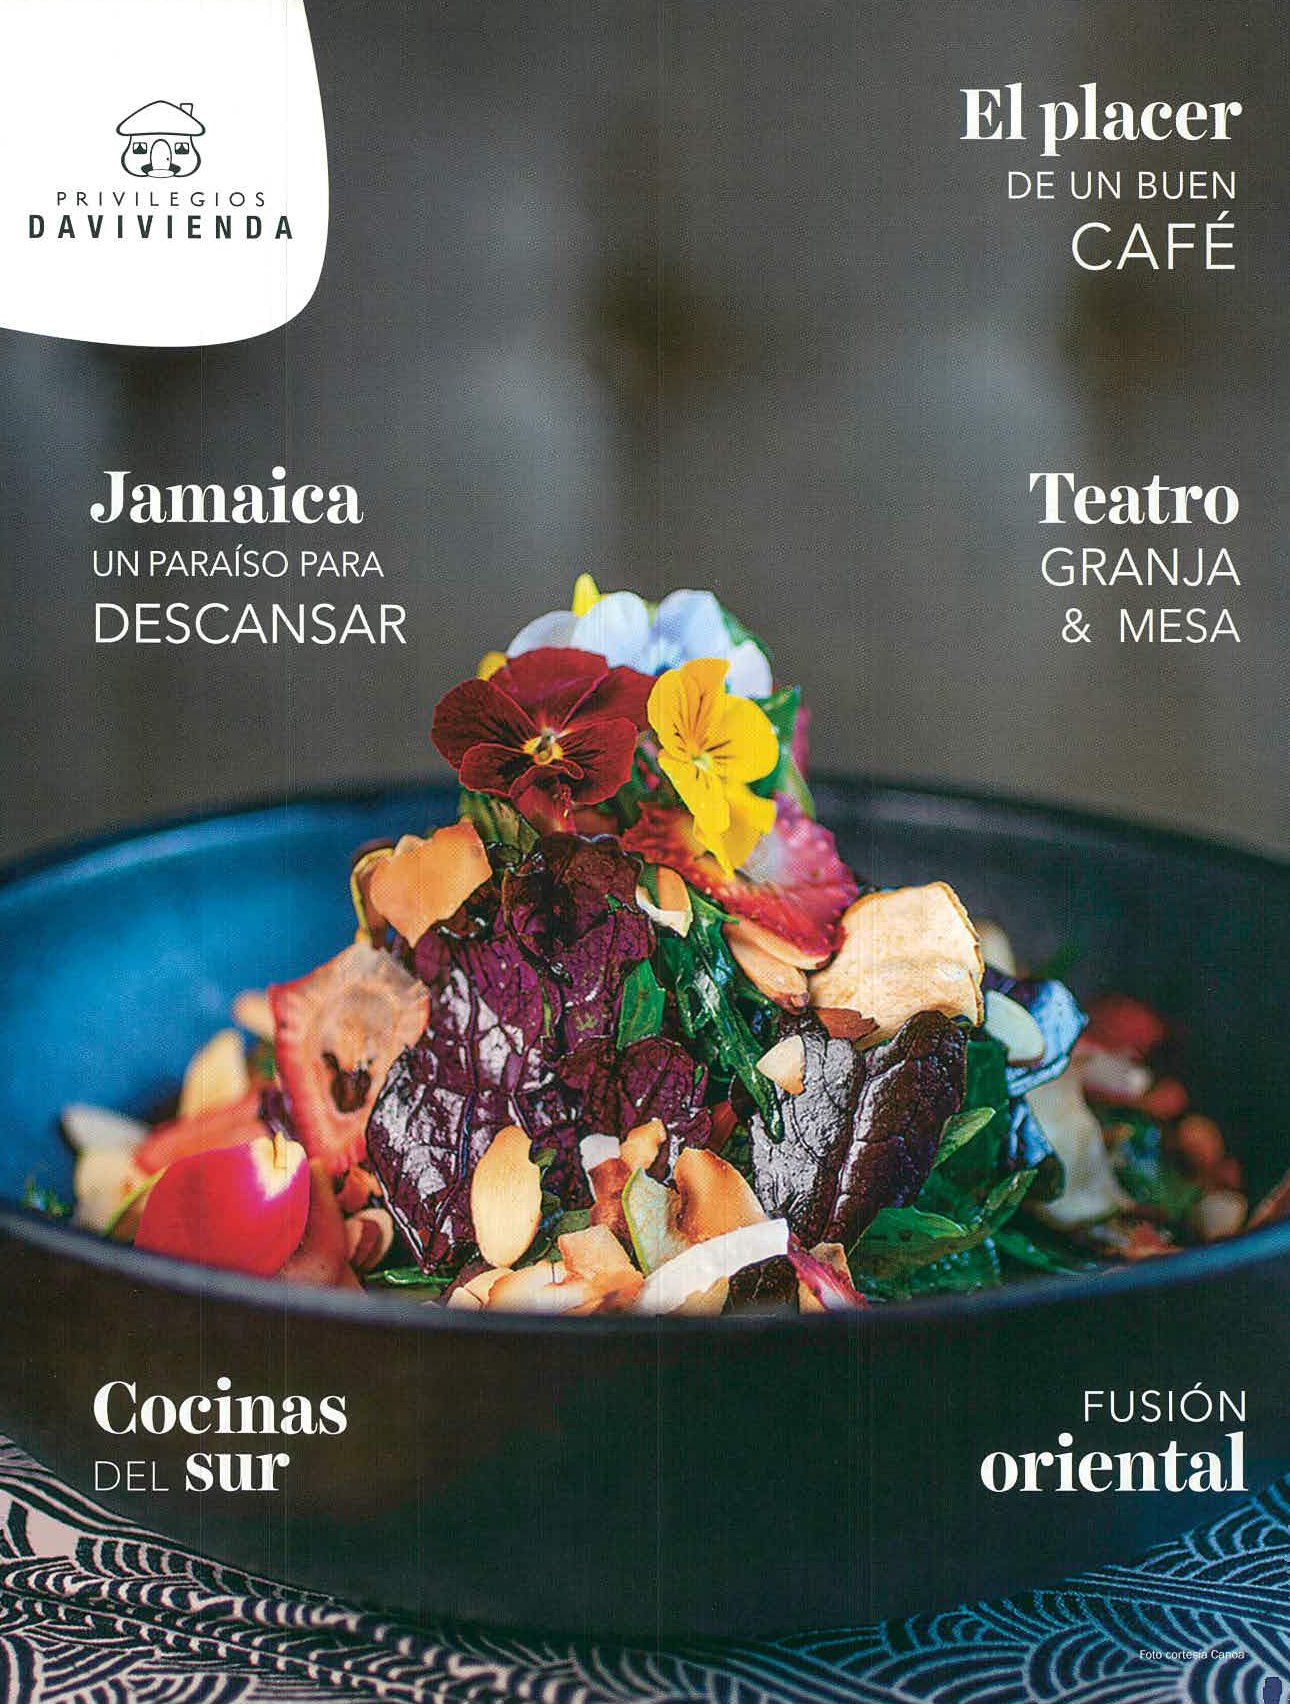 PRIVILEGIOS
DAVIVIENDA
El placer
DE UN BUEN
CAFÉ
Jamaica
UN PARAÍSO PARA
DESCANSAR
Teatro
GRANJA
& MESA
Cocinas
DEL sur
FUSIÓN
oriental
Foto cortesía Canoa